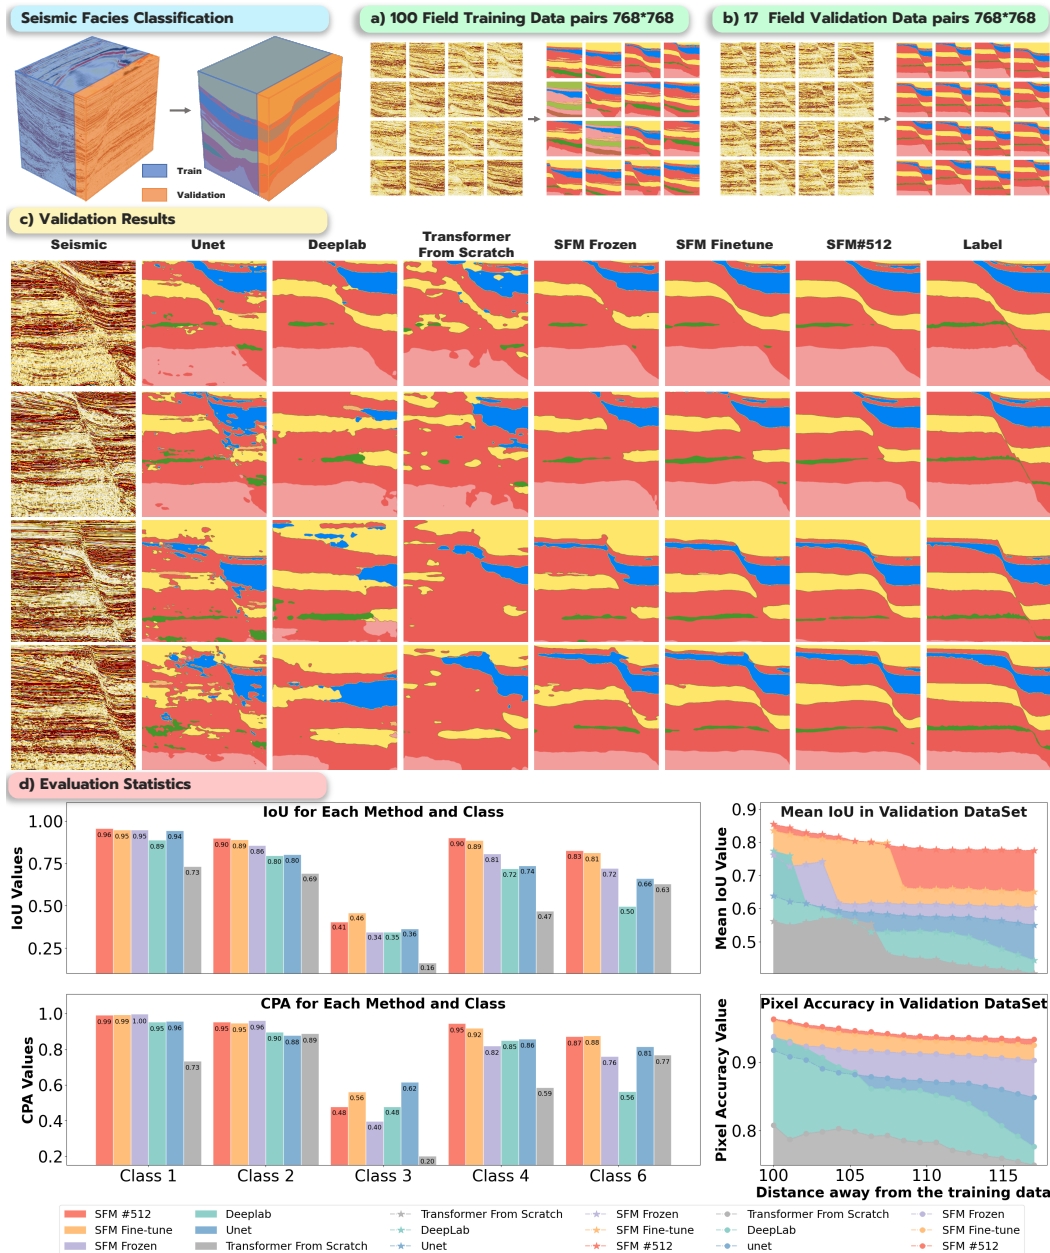 Seismic Facies Classification
a) 100 Field Training Data pairs 768*768
b) 17 Field Validation Data pairs 768*768
Train
Validation
c) Validation Results
Seismic
Unet
Deeplab
Transformer
From Scratch
SFM Frozen
SFM Finetune
SFM#512
Label
d) Evaluation Statistics
IoU for Each Method and Class
IoU Values
1.00
0.75
0.50
0.25
0.96 0.95 0.95 0.89 0.94 0.73
0.90 0.89 0.86 0.80 0.80 0.69
0.41 0.46 0.34 0.35 0.36 0.16
0.90 0.89 0.81 0.72 0.74 0.47
0.83 0.81 0.72 0.50 0.66 0.63
Mean IoU in Validation DataSet
Mean IoU Value
0.9
0.8
0.7
0.6
0.5
CPA for Each Method and Class
CPA Values
1.0
0.8
0.6
0.4
0.2
0.99 0.99 1.00 0.95 0.96 0.73
0.95 0.95 0.96 0.90 0.88 0.89
0.48 0.56 0.40 0.48 0.62 0.20
0.95 0.92 0.82 0.85 0.86 0.59
0.87 0.88 0.76 0.56 0.81 0.77
Class 1 Class 2 Class 3 Class 4 Class 6
Pixel Accuracy in Validation DataSet
Pixel Accuracy Value
0.9
0.8
100 105 110 115
Distance away from the training data
SFM #512 Deeplab Transformer From Scratch SFM Frozen Transformer From Scratch SFM Frozen
SFM Fine-tune Unet DeepLab SFM Fine-tune DeepLab SFM Fine-tune
SFM Frozen Transformer From Scratch Unet SFM #512 unet SFM #512